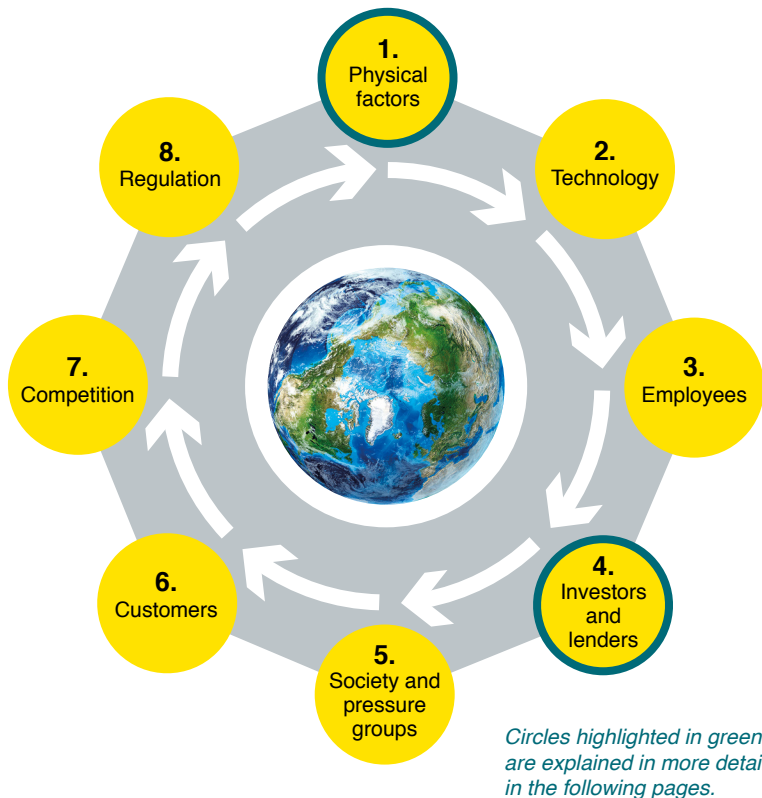 1.
Physical
factors
2.
Technology
3.
Employees
4.
Investors
and
lenders
5.
Society and
pressure
groups
6.
Customers
7.
Competition
8.
Regulation
Circles highlighted in green
are explained in more detai
in the following pages.